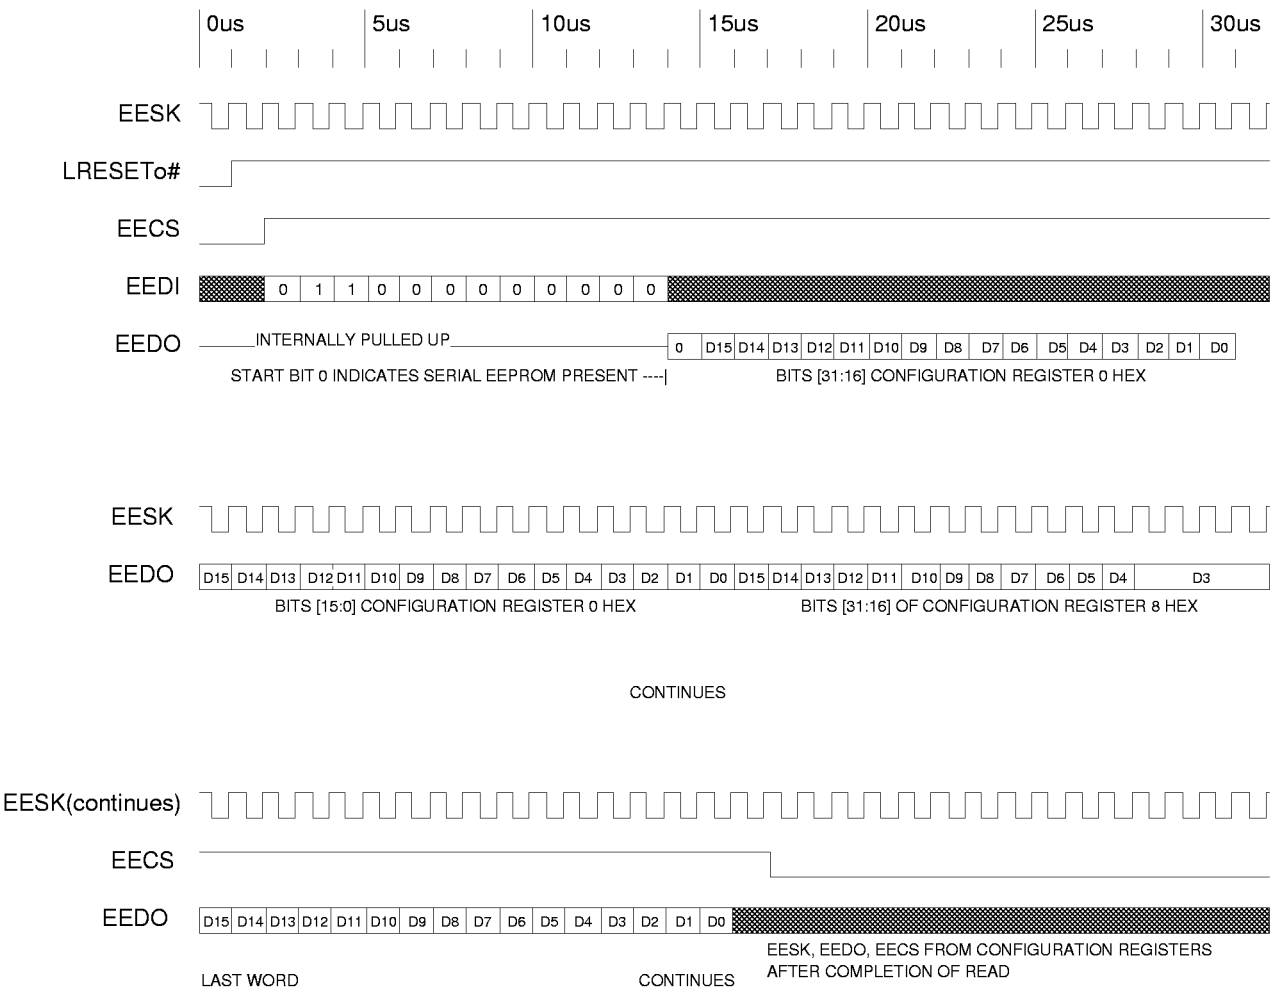 0us 5us 10us 15us 20us 25us 30us
EESK
LRESETo#
EECS
EEDI 0 1 1 0 0 0 0 0 0 0 0 0
EEDO INTERNALLY PULLED UP 0 D15 D14 D13 D12 D11 D10 D9 D8 D7 D6 D5 D4 D3 D2 D1 D0
START BIT 0 INDICATES SERIAL EEPROM PRESENT ----| BITS [31:16] CONFIGURATION REGISTER 0 HEX
EESK
EEDO D15 D14 D13 D12 D11 D10 D9 D8 D7 D6 D5 D4 D3 D2 D1 D0 D15 D14 D13 D12 D11 D10 D9 D8 D7 D6 D5 D4 D3
BITS [15:0] CONFIGURATION REGISTER 0 HEX BITS [31:16] OF CONFIGURATION REGISTER 8 HEX
CONTINUES
EESK(continues)
EECS
EEDO D15 D14 D13 D12 D11 D10 D9 D8 D7 D6 D5 D4 D3 D2 D1 D0
EESK, EEDO, EECS FROM CONFIGURATION REGISTERS
AFTER COMPLETION OF READ
LAST WORD CONTINUES